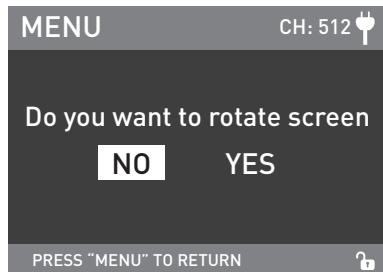 MENU CH: 512
Do you want to rotate screen
NO YES
PRESS “MENU” TO RETURN